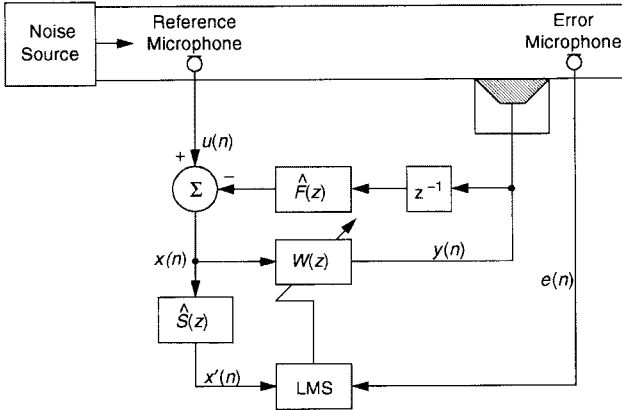 Noise
Source
Reference
Microphone
Error
Microphone
u(n)
+
Σ
−
F̂(z)
z⁻¹
x(n)
W(z)
y(n)
e(n)
Ŝ(z)
x'(n)
LMS